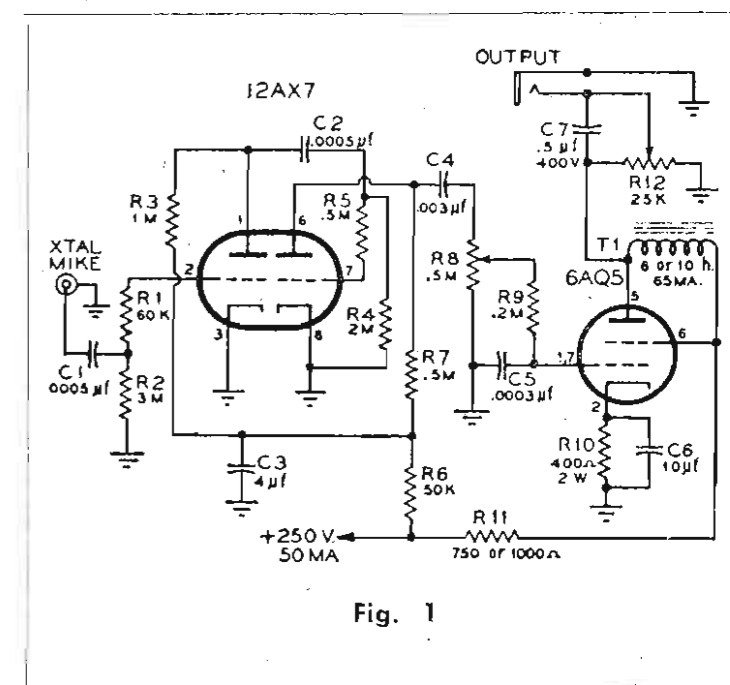 OUTPUT
12AX7
C2
.0005µf
C7
.5µf
400V
C4
.003µf
R3
1M
R5
.5M
R12
25K
1
6
XTAL
MIKE
R8
.5M
T1
6 or 10 h.
65MA.
6AQ5
2
7
R1
60K
R9
.2M
5
R4
2M
6
3
8
C1
.0005µf
R2
3M
R7
.5M
1,7
C5
.0003µf
2
C3
4µf
R6
50K
R10
400Ω
2W
C6
10µf
+250V.
50MA
R11
750 or 1000Ω
Fig. 1